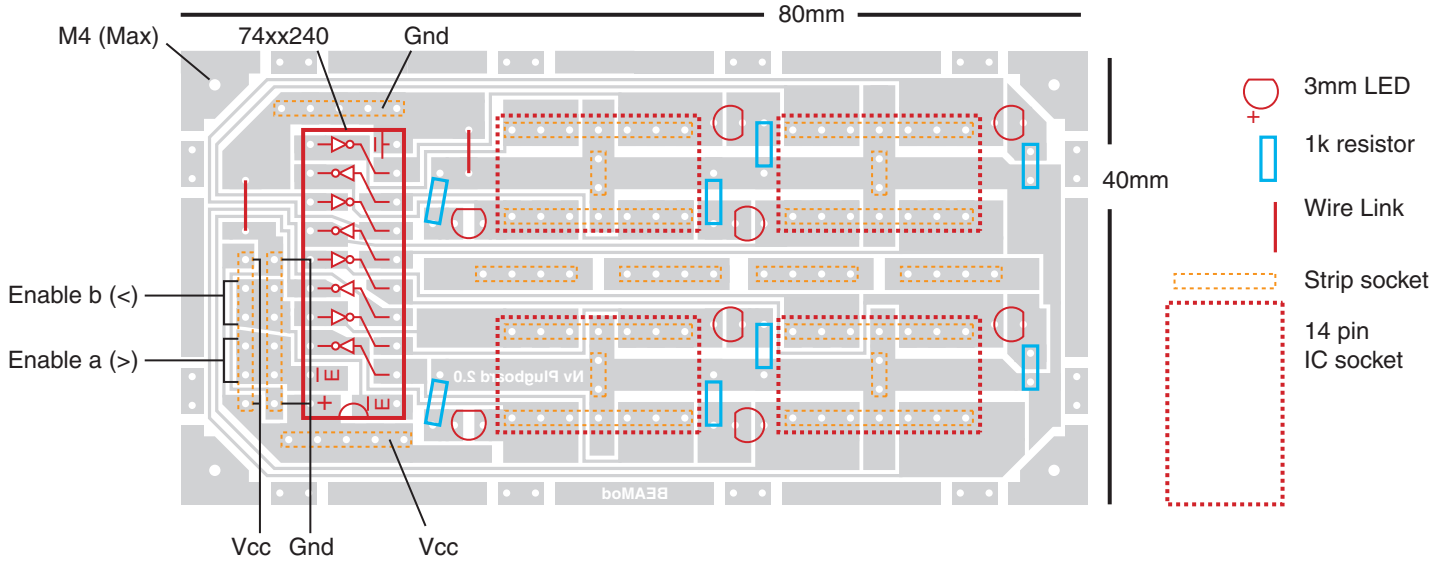 80mm
M4 (Max)
74xx240
Gnd
3mm LED
+
1k resistor
40mm
Wire Link
Strip socket
Enable b (<)
14 pin
IC socket
Enable a (>)
E
Nv Plugboard 2.0
+
E
BEAMod
Vcc
Gnd
Vcc